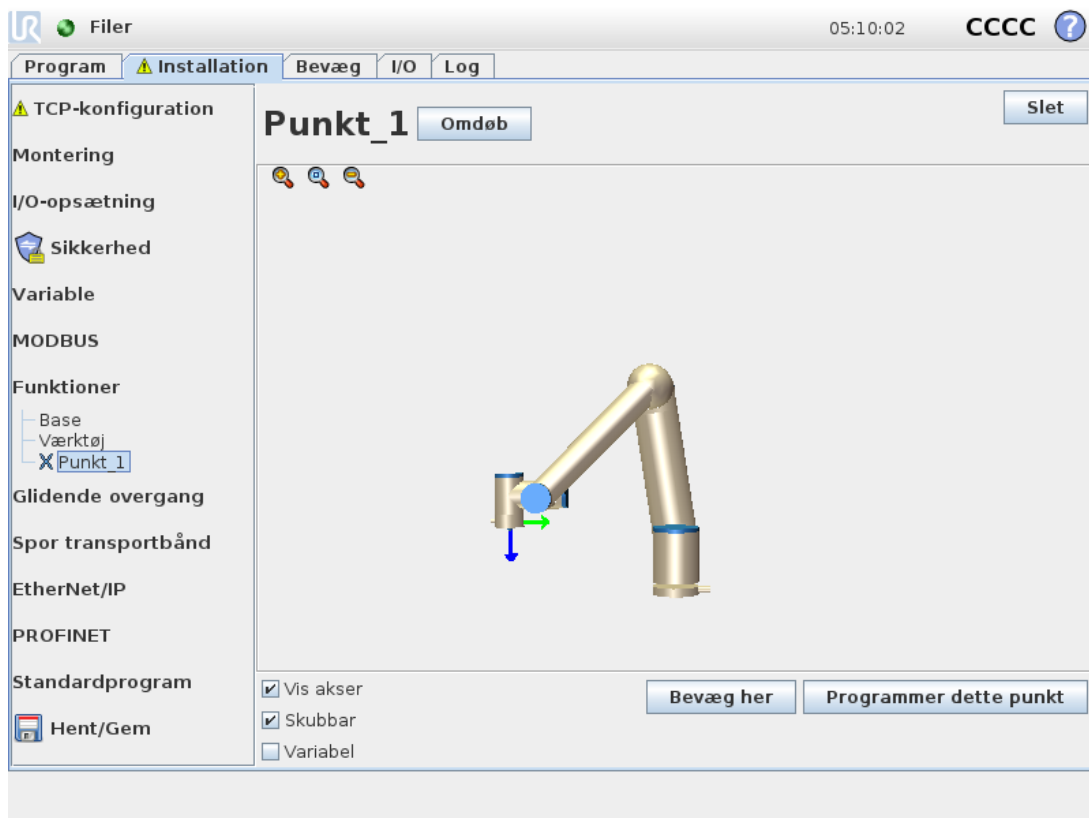 UR Filer 05:10:02 CCCC ?
Program Installation Bevæg I/O Log
TCP-konfiguration
Montering
I/O-opsætning
Sikkerhed
Variable
MODBUS
Funktioner
Base
Værktøj
Punkt_1
Glidende overgang
Spor transportbånd
EtherNet/IP
PROFINET
Standardprogram
Hent/Gem
Punkt_1 Omdøb Slet
Vis akser
Skubbar
Variabel
Bevæg her Programmer dette punkt